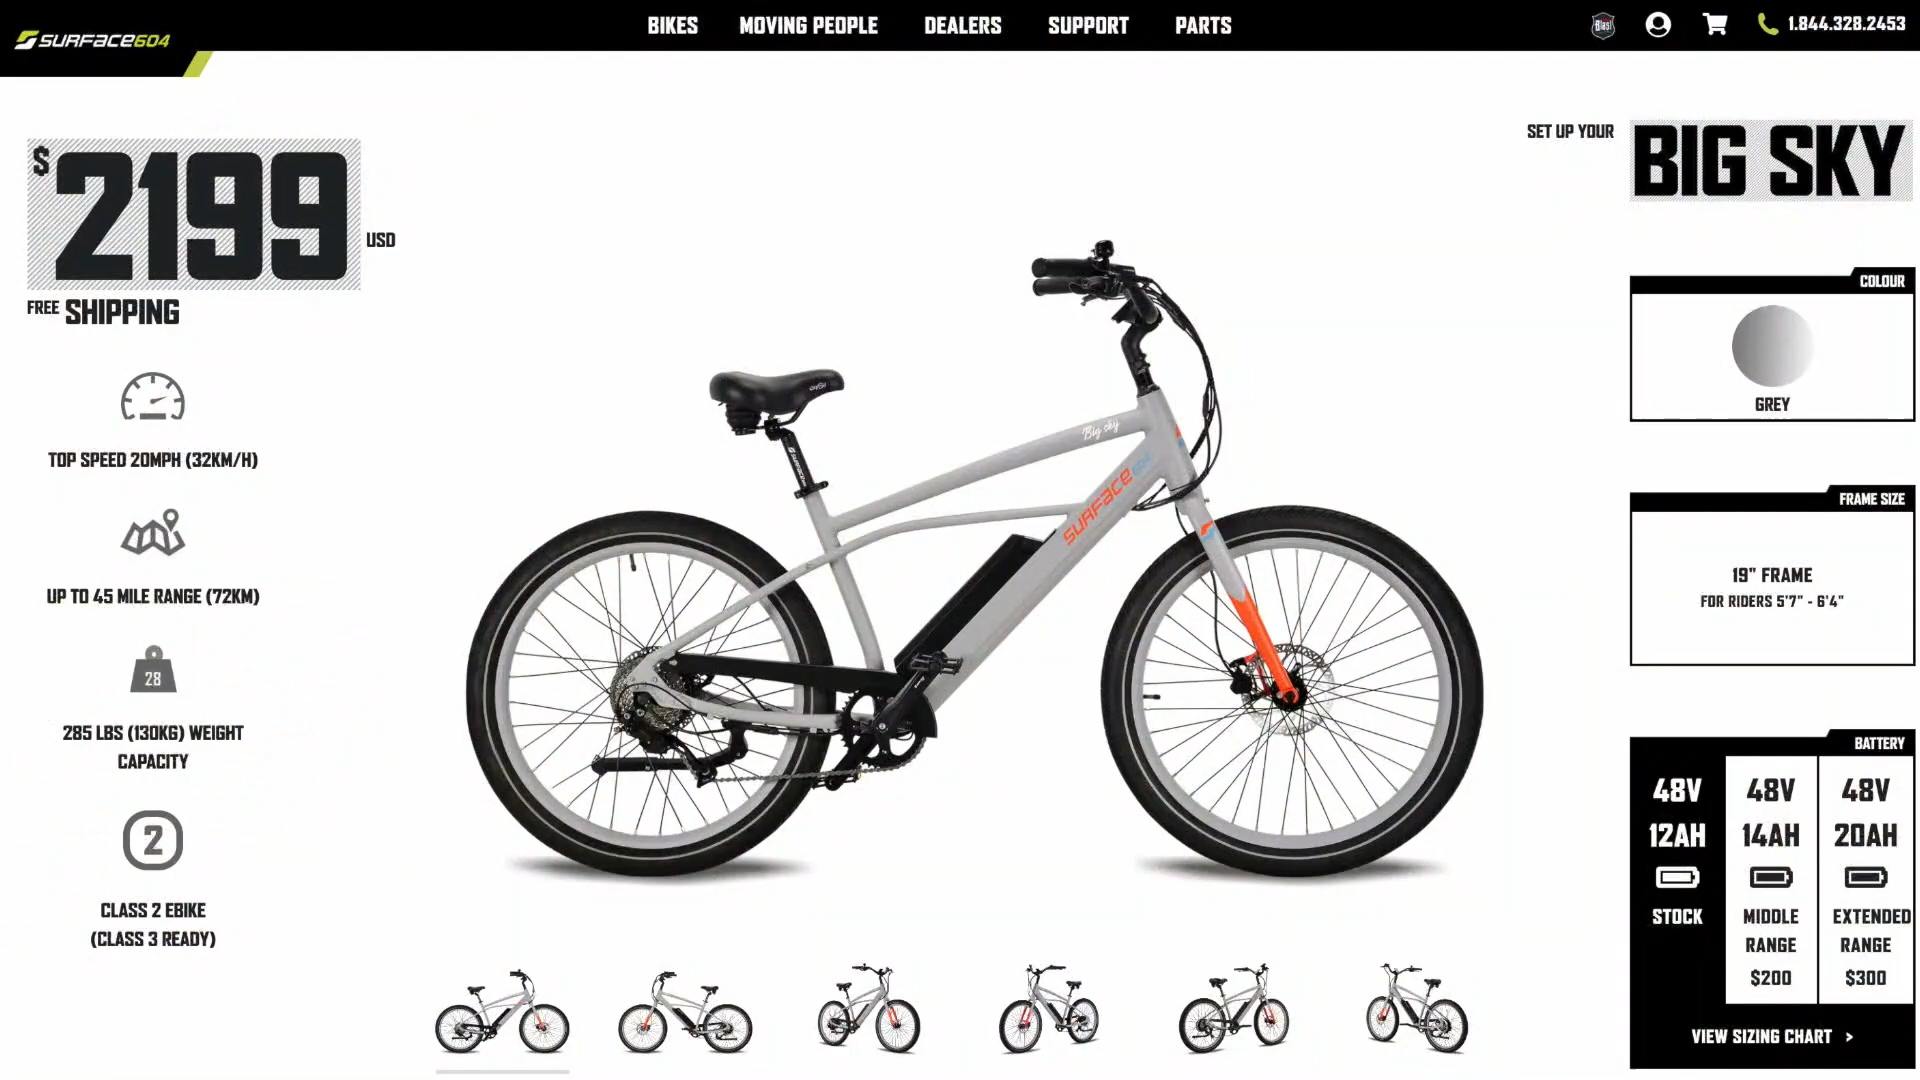 SURFACE604
BIKES
MOVING PEOPLE
DEALERS
SUPPORT
PARTS
1.844.328.2453
$2199 USD
FREE SHIPPING
TOP SPEED 20MPH (32KM/H)
UP TO 45 MILE RANGE (72KM)
28
285 LBS (130KG) WEIGHT
CAPACITY
2
CLASS 2 EBIKE
(CLASS 3 READY)
Big sky
SURFACE604
SET UP YOUR
BIG SKY
COLOUR
GREY
FRAME SIZE
19" FRAME
FOR RIDERS 5'7" - 6'4"
BATTERY
48V
12AH
STOCK
48V
14AH
MIDDLE
RANGE
$200
48V
20AH
EXTENDED
RANGE
$300
VIEW SIZING CHART >